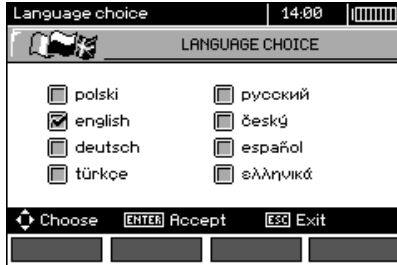 Language choice 14:00
LANGUAGE CHOICE
polski русский
english český
deutsch español
türkçe ελληνικά
Choose ENTER Accept ESC Exit